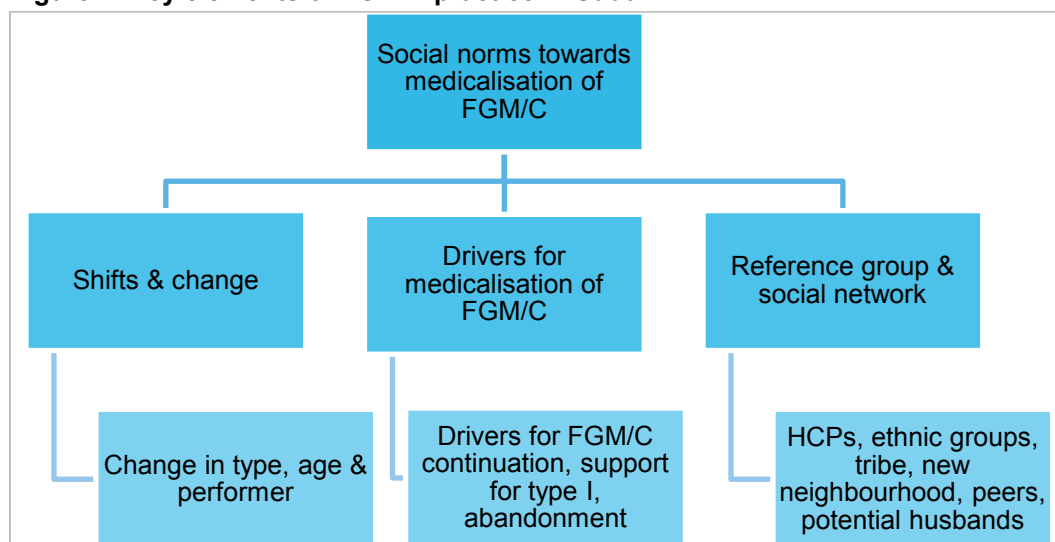 Social norms towards
medicalisation of
FGM/C
Shifts & change
Drivers for
medicalisation of
FGM/C
Reference group &
social network
Change in type, age &
performer
Drivers for FGM/C
continuation, support
for type I,
abandonment
HCPs, ethnic groups,
tribe, new
neighbourhood, peers,
potential husbands